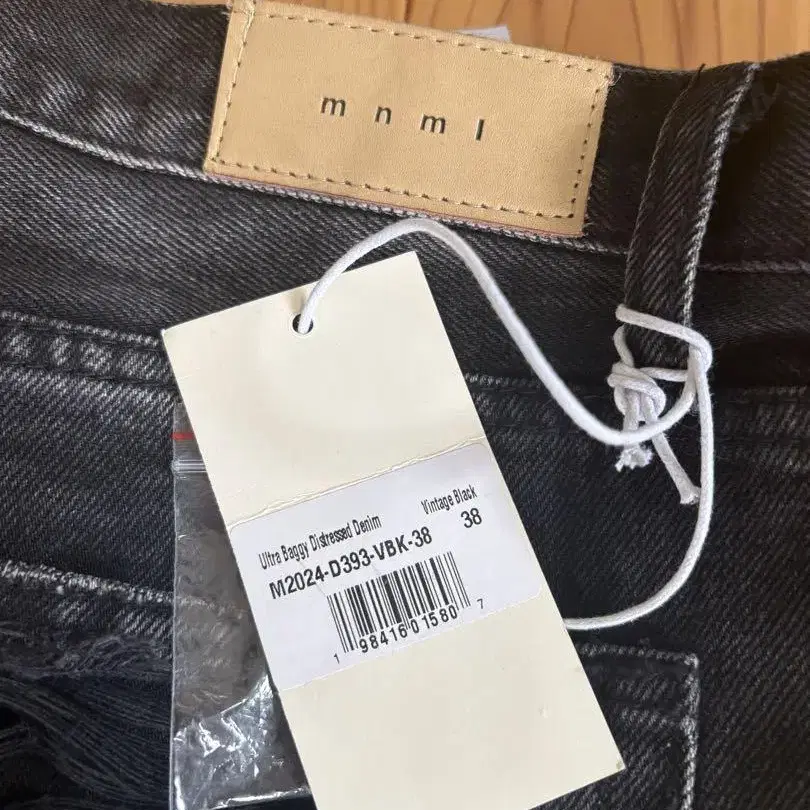 mnml
Ultra Baggy Distressed Denim Vintage Black
M2024-D393-VBK-38 38
1 98416 01580 7